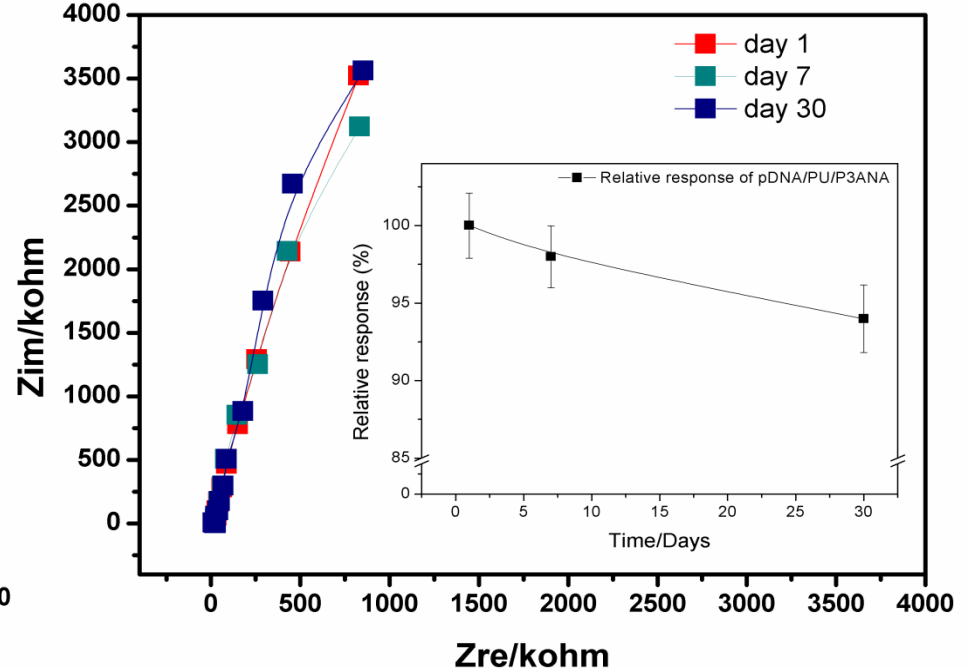 4000
3500
3000
2500
2000
1500
1000
500
0
Zim/kohm
day 1
day 7
day 30
Relative response of pDNA/PU/P3ANA
100
95
90
85
0
Relative response (%)
0 5 10 15 20 25 30
Time/Days
0
0 500 1000 1500 2000 2500 3000 3500 4000
Zre/kohm